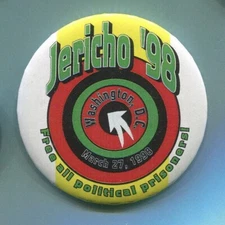 Jericho '98
Washington, D.C
March 27, 1998
Free all political prisoners!